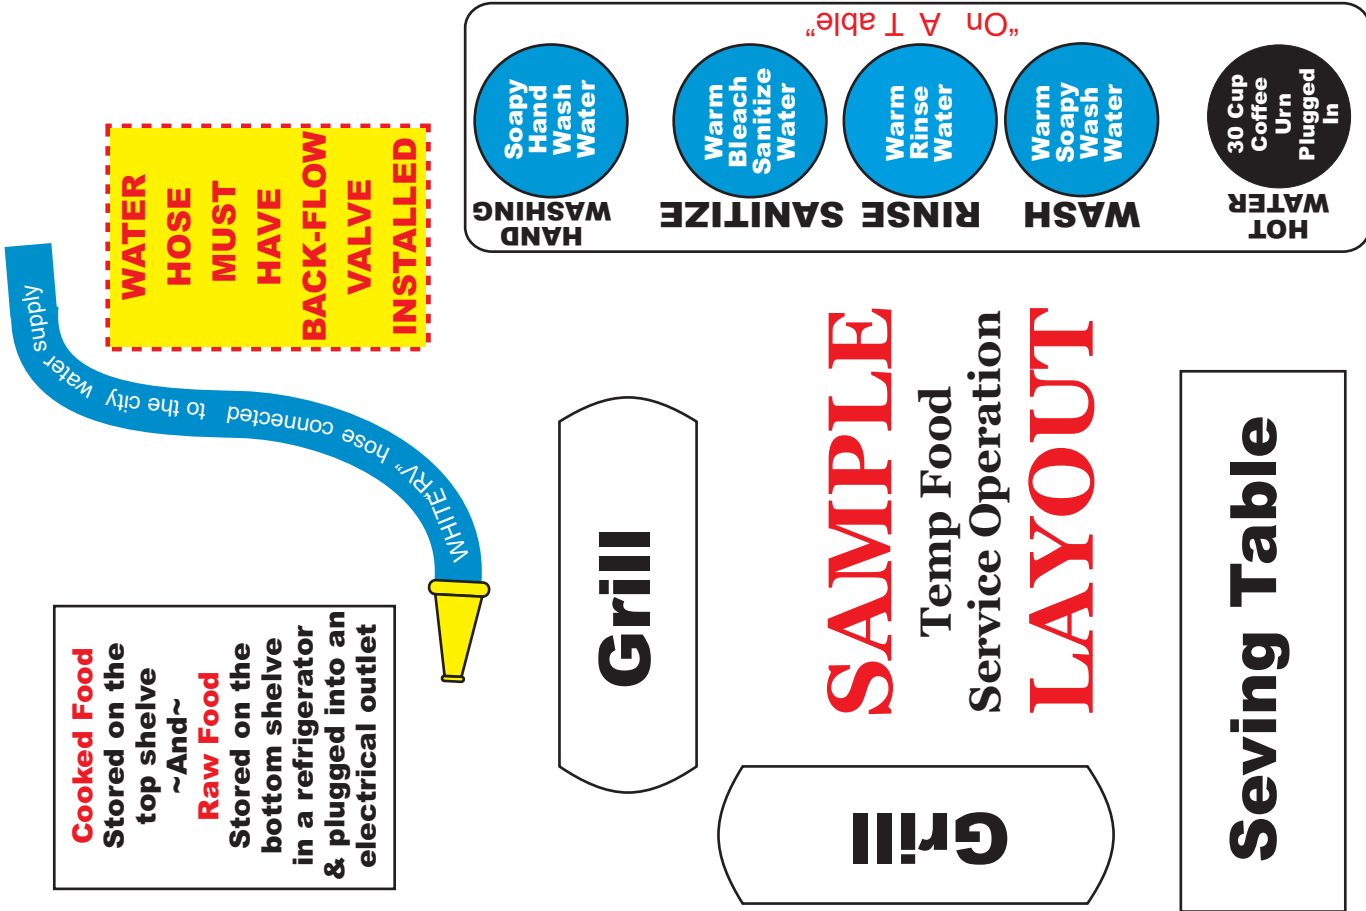 SAMPLE
Temp Food
Service Operation
LAYOUT
WATER
HOSE
MUST
HAVE
BACK-FLOW
VALVE
INSTALLED
WHITE"RV" hose connected to the city water supply
Cooked Food
Stored on the
top shelve
~And~
Raw Food
Stored on the
bottom shelve
in a refrigerator
& plugged into an
electrical outlet
Grill
Grill
Seving Table
"On A T able"
HOT
WATER
30 Cup
Coffee
Urn
Plugged
In
WASH
Warm
Soapy
Wash
Water
RINSE
Warm
Rinse
Water
SANITIZE
Warm
Bleach
Sanitize
Water
HAND
WASHING
Soapy
Hand
Wash
Water